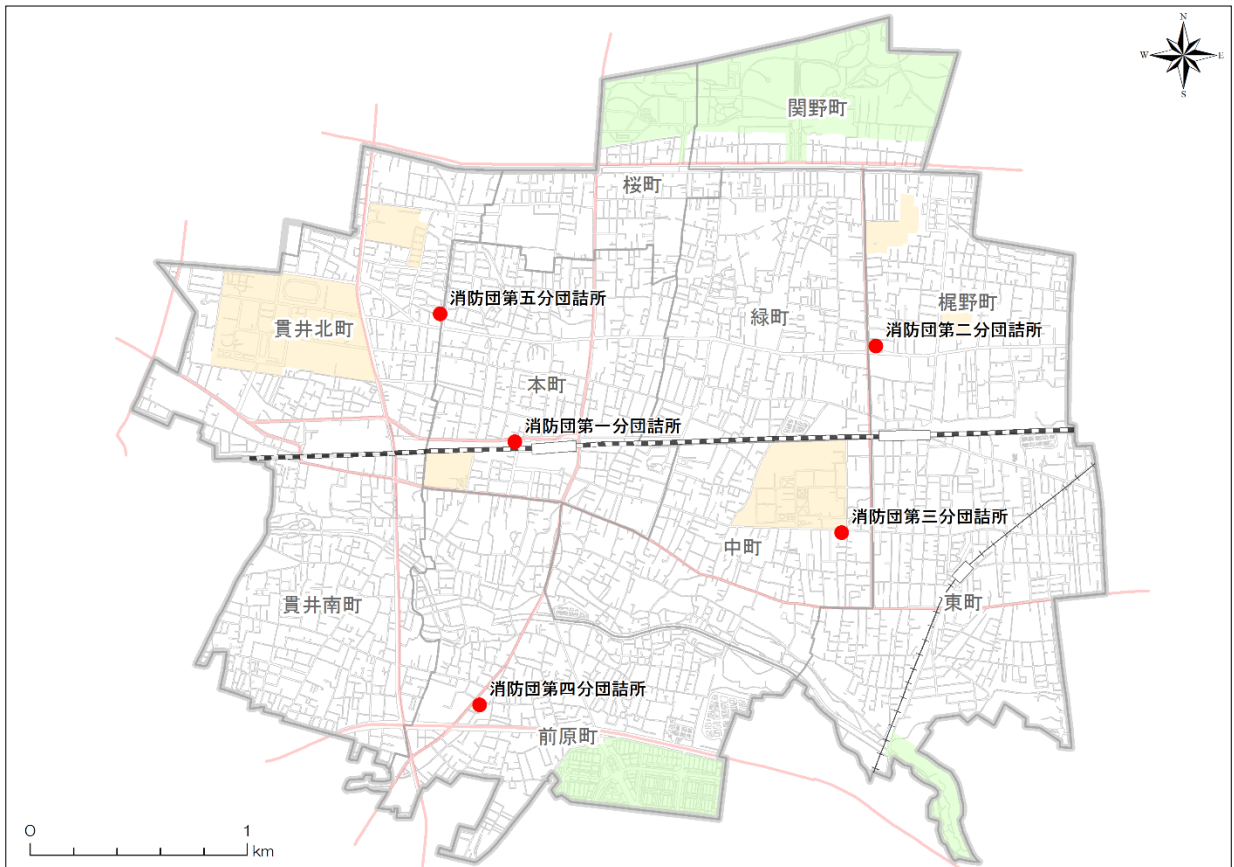 N
W
E
S
関野町
桜町
消防団第五分団詰所
梶野町
緑町
貫井北町
消防団第二分団詰所
本町
消防団第一分団詰所
消防団第三分団詰所
中町
貫井南町
東町
消防団第四分団詰所
前原町
0
1
km